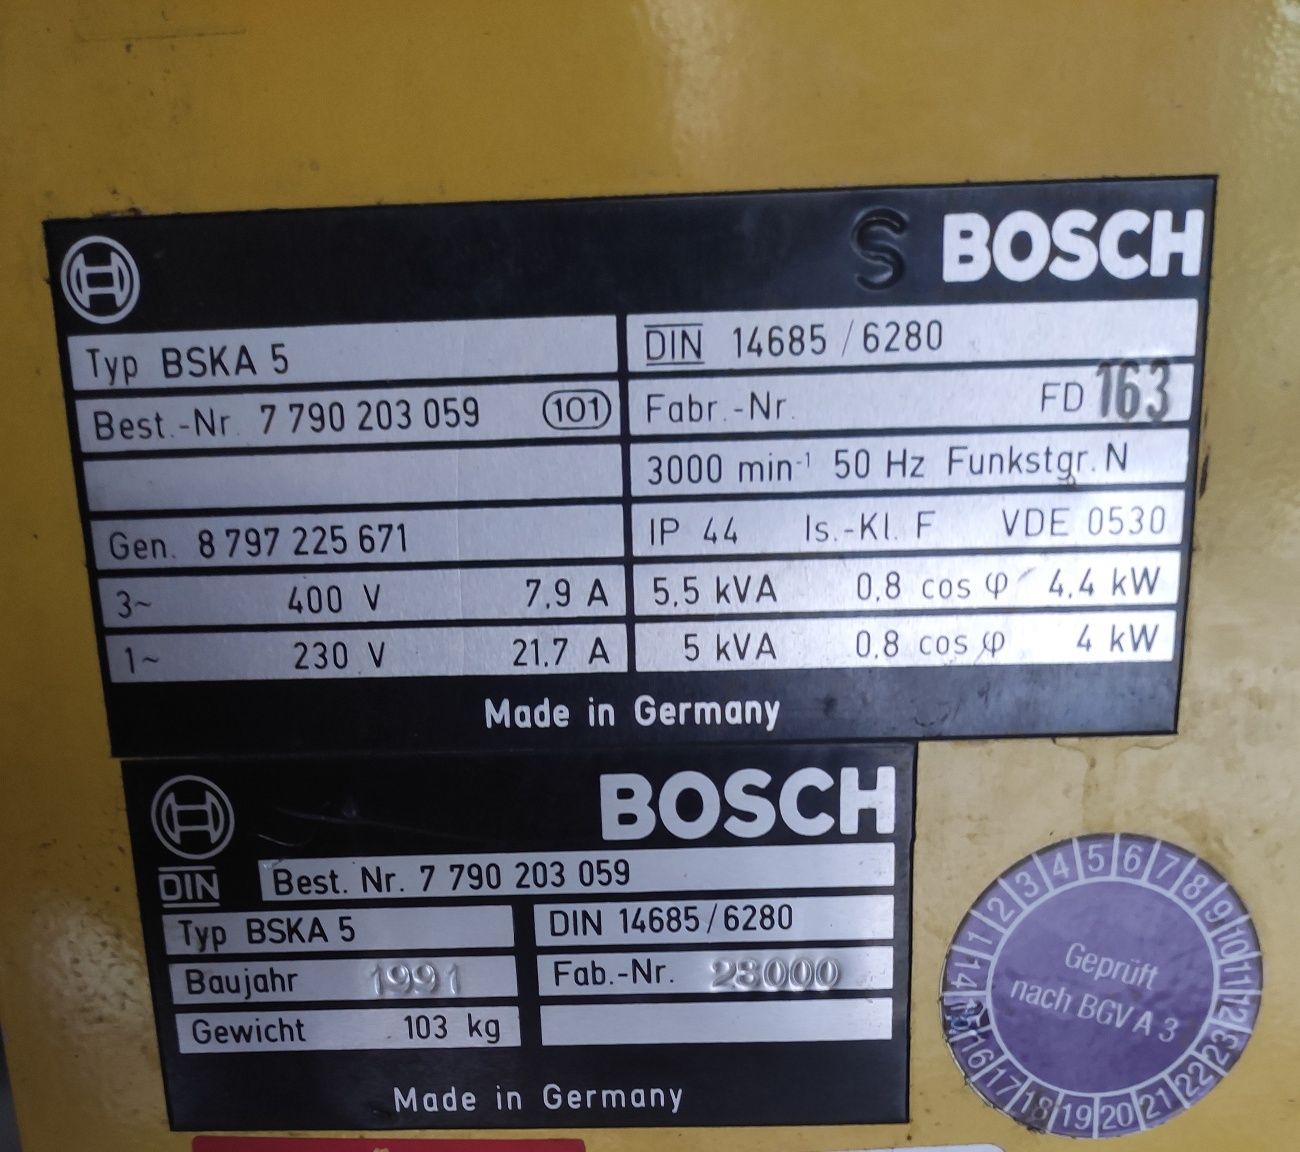 S BOSCH
Typ BSKA 5
DIN 14685 / 6280
Best.-Nr. 7 790 203 059 101
Fabr.-Nr. FD 163
3000 min⁻¹ 50 Hz Funkstgr. N
Gen. 8 797 225 671
IP 44 Is.-Kl. F VDE 0530
3~ 400 V 7,9 A
5,5 kVA 0,8 cos φ 4,4 kW
1~ 230 V 21,7 A
5 kVA 0,8 cos φ 4 kW
Made in Germany
BOSCH
DIN
Best. Nr. 7 790 203 059
Typ BSKA 5
DIN 14685/6280
Baujahr 1991
Fab.-Nr. 23000
Gewicht 103 kg
Made in Germany
Geprüft
nach BGV A 3
1 2 3 4 5 6 7 8 9 10 11 12
14 15 16 17 18 19 20 21 22 23